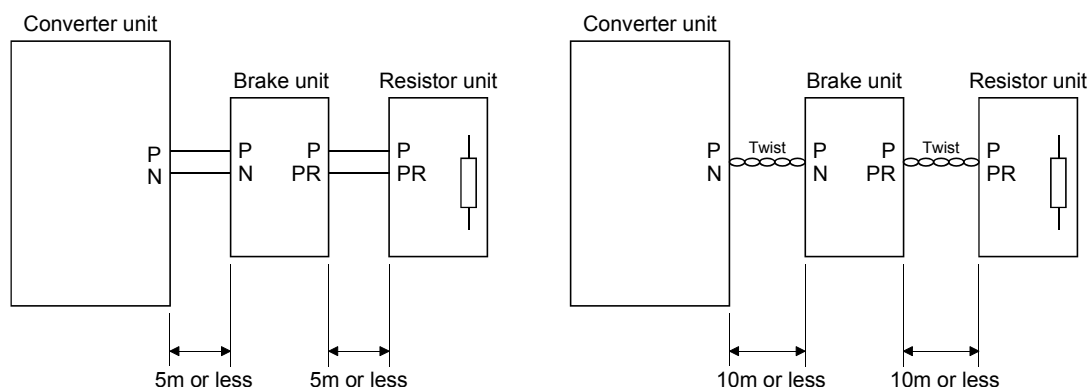 Converter unit
Brake unit
Resistor unit
P
N
P
N
P
PR
P
PR
5m or less
5m or less
Converter unit
Brake unit
Resistor unit
P
N
Twist
P
N
P
PR
Twist
P
PR
10m or less
10m or less